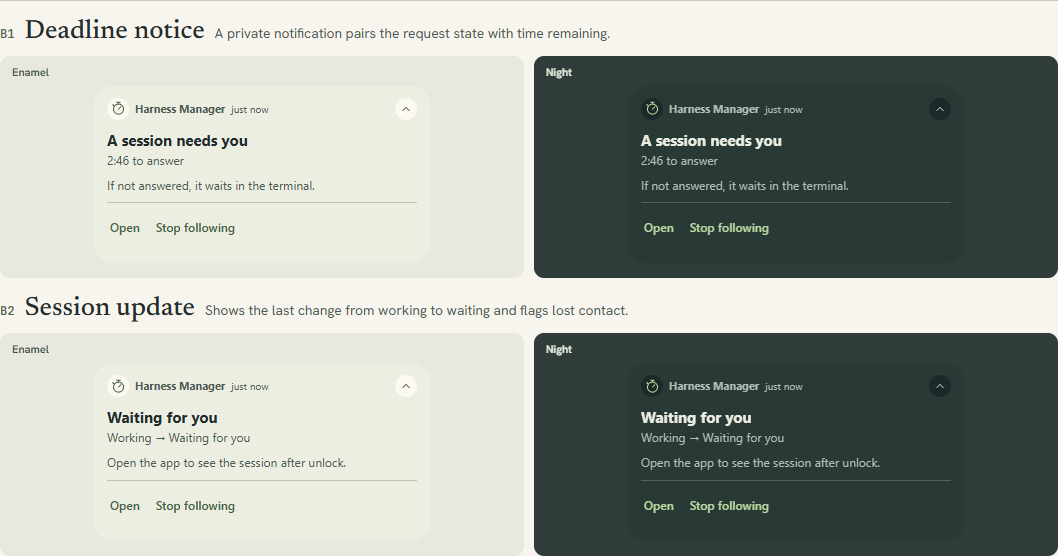 B1 Deadline notice A private notification pairs the request state with time remaining.
Enamel
Harness Manager just now
A session needs you
2:46 to answer
If not answered, it waits in the terminal.
Open Stop following
Night
Harness Manager just now
A session needs you
2:46 to answer
If not answered, it waits in the terminal.
Open Stop following
B2 Session update Shows the last change from working to waiting and flags lost contact.
Enamel
Harness Manager just now
Waiting for you
Working → Waiting for you
Open the app to see the session after unlock.
Open Stop following
Night
Harness Manager just now
Waiting for you
Working → Waiting for you
Open the app to see the session after unlock.
Open Stop following